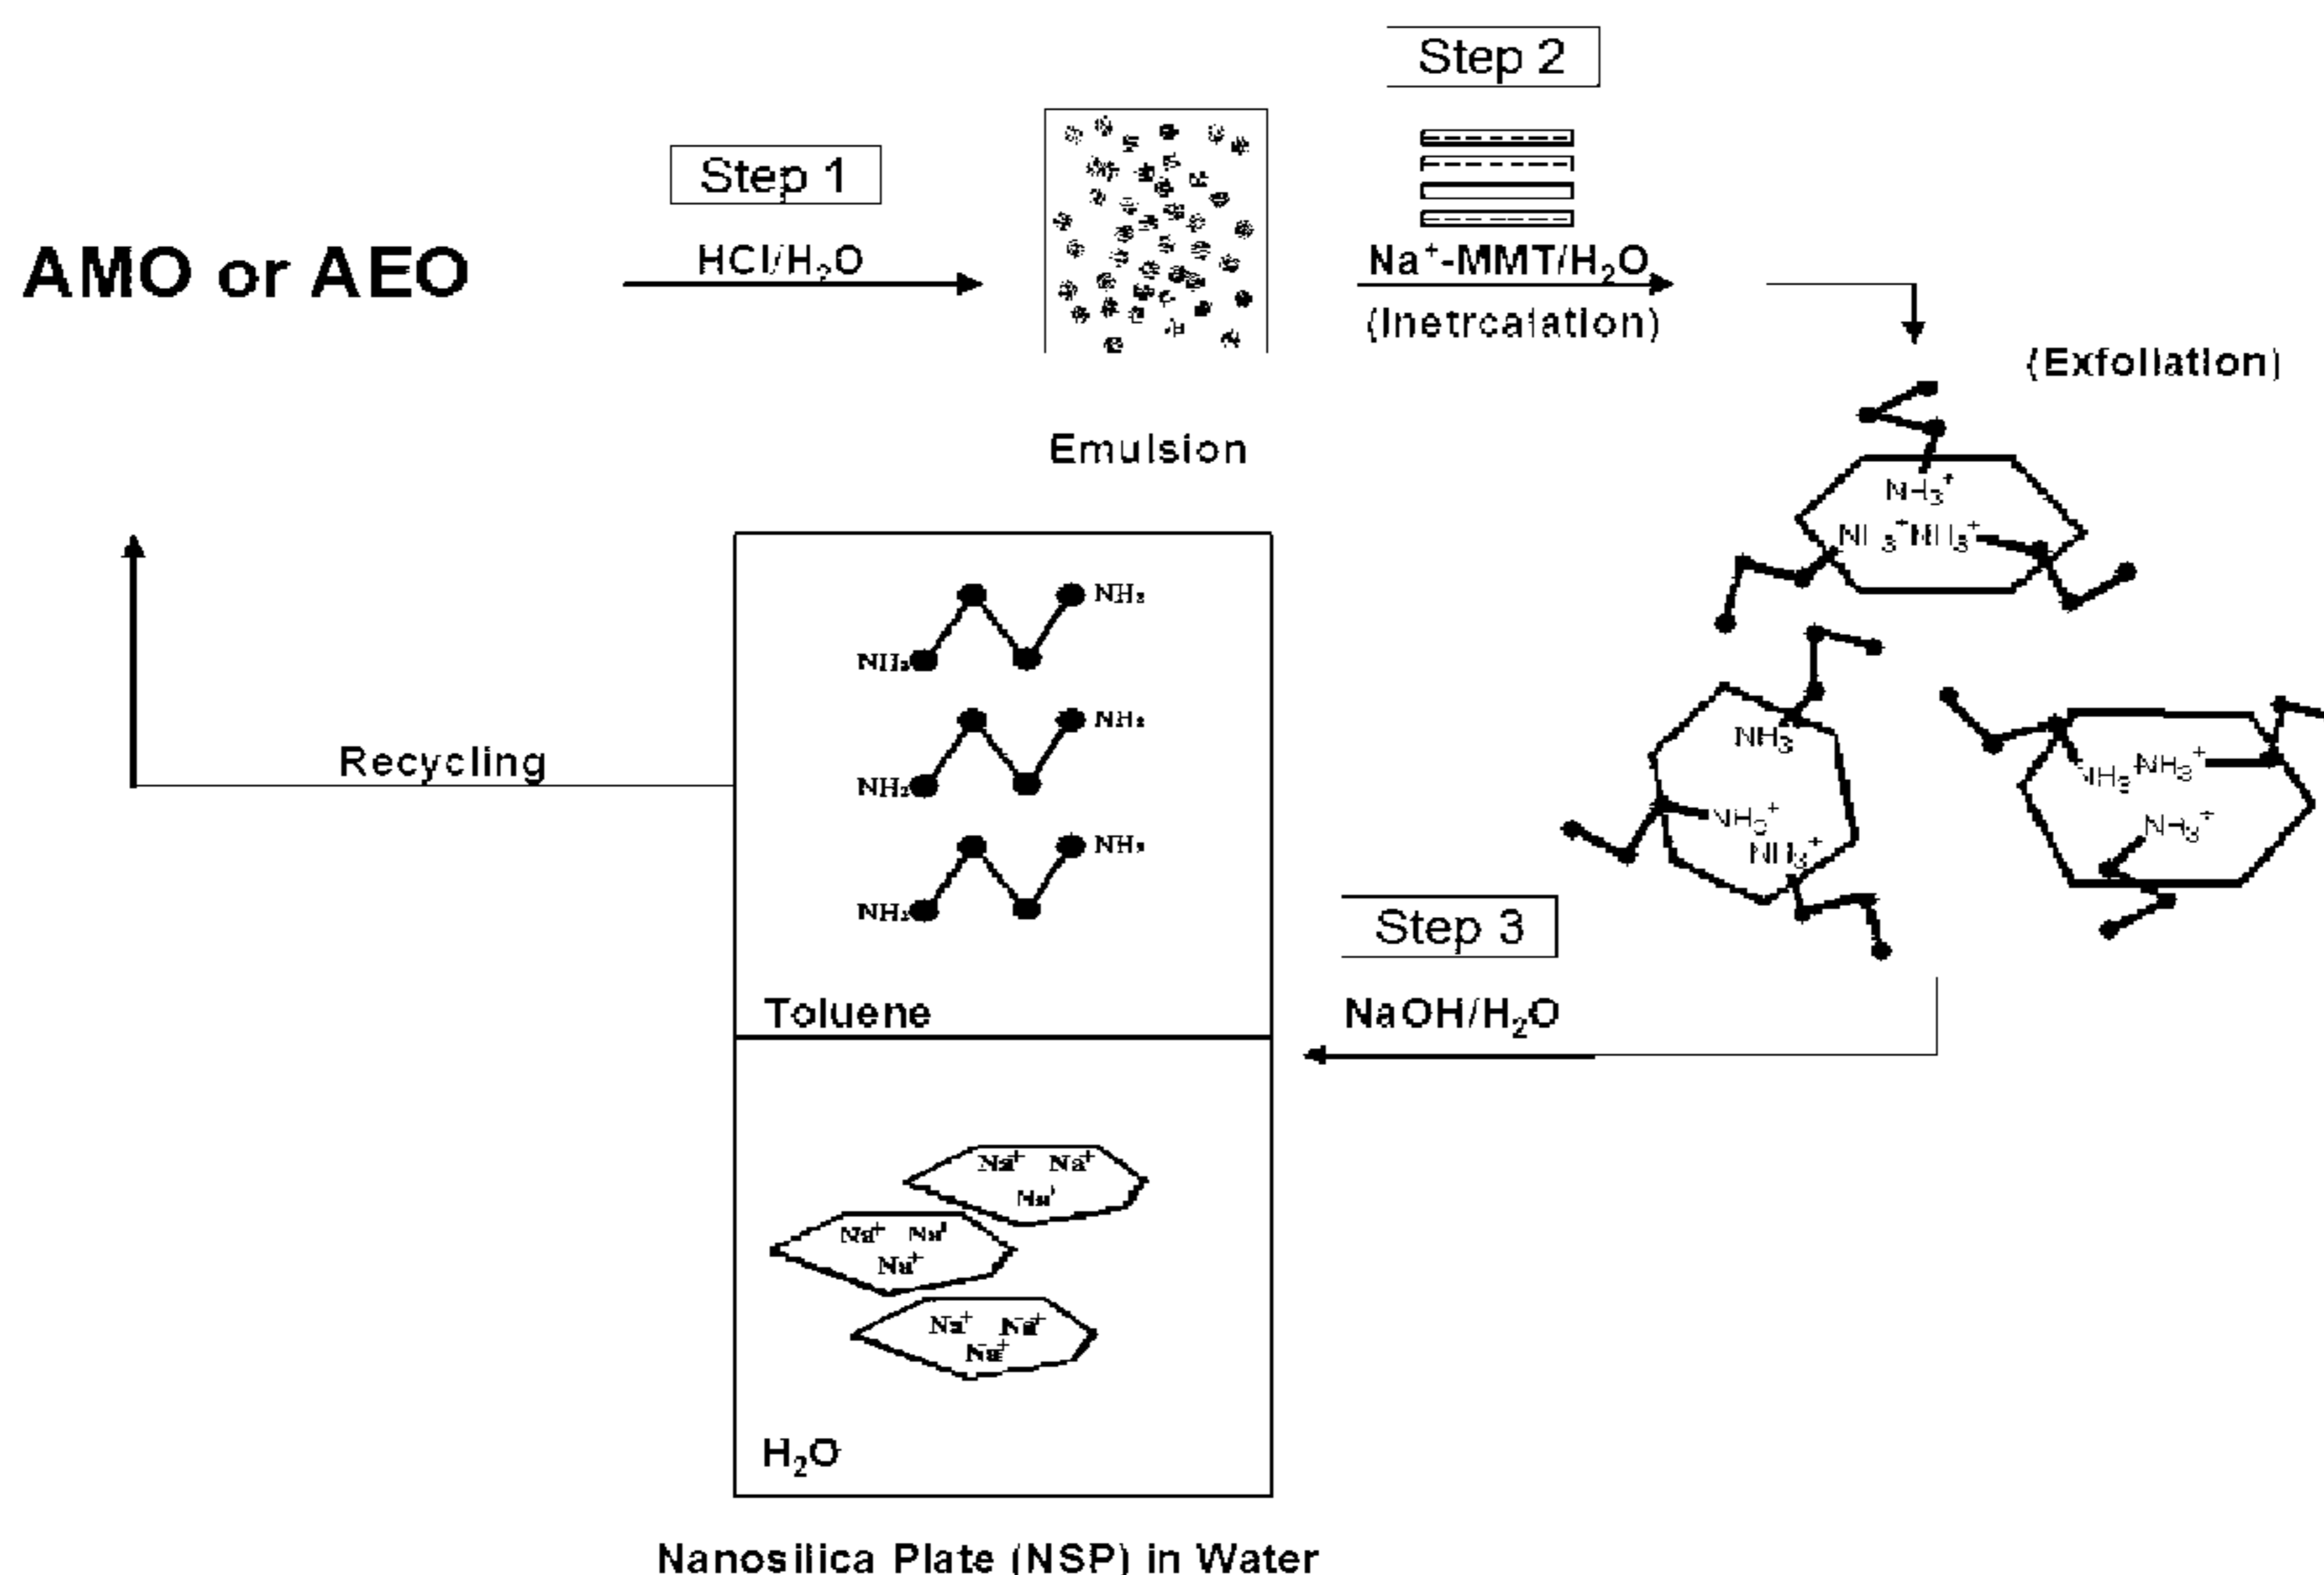 Step 2
Step 1
AMO or AEO
HCl/H₂O
Na⁺-MMT/H₂O
(Inetrcalation)
(Exfoliation)
Emulsion
NH₃⁺
NH₃⁺ NH₃⁺
NH₂
NH₂
NH₂
NH₂
NH₂
NH₂
Recycling
NH₃
NH₃⁺
NH₃⁺
NH₃ NH₃⁺
NH₃⁺
Step 3
Toluene
NaOH/H₂O
Na⁺ Na⁺
Na⁺
Na⁺ Na⁺
Na⁺
Na⁺ Na⁺
Na⁺
H₂O
Nanosilica Plate (NSP) in Water